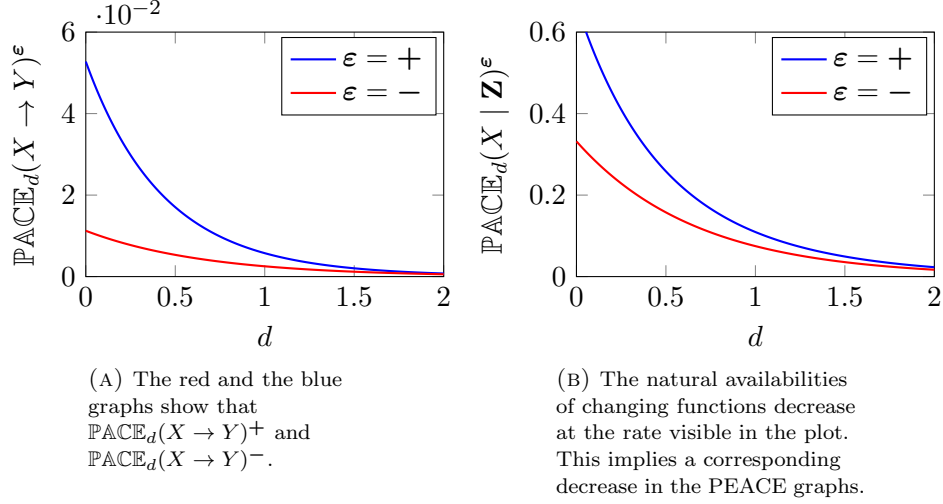 ·10⁻²
6
4
2
0
0
0.5
1
1.5
2
d
ℙ𝔸ℂ𝔼_d(X → Y)^ε
ε = +
ε = −
0.6
0.4
0.2
0
0
0.5
1
1.5
2
d
ℙ𝔸ℂ𝔼_d(X | Z)^ε
ε = +
ε = −
(A) The red and the blue
graphs show that
ℙ𝔸ℂ𝔼_d(X → Y)⁺ and
ℙ𝔸ℂ𝔼_d(X → Y)⁻.
(B) The natural availabilities
of changing functions decrease
at the rate visible in the plot.
This implies a corresponding
decrease in the PEACE graphs.